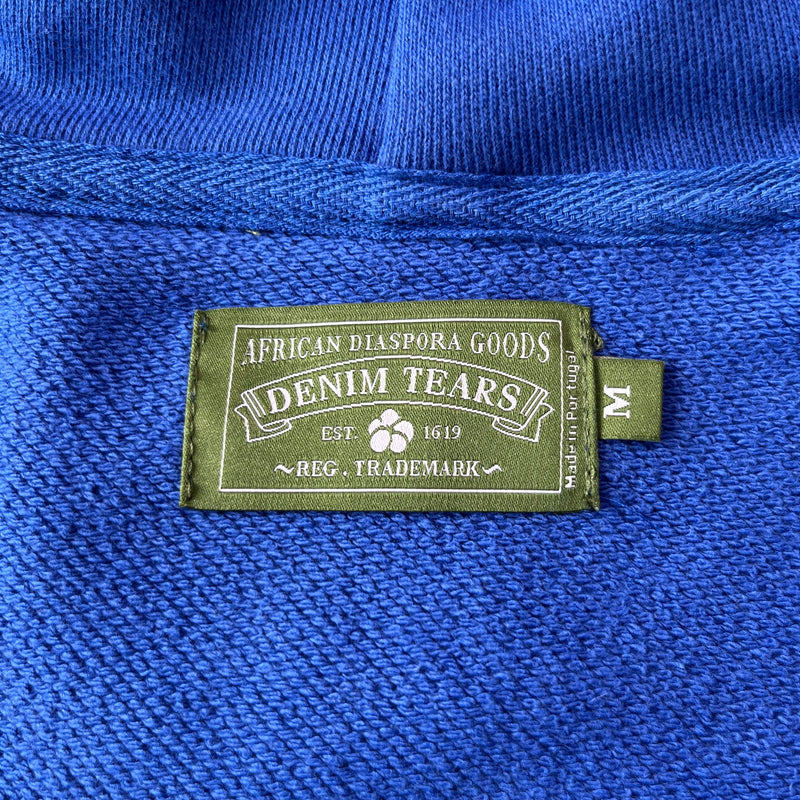 AFRICAN DIASPORA GOODS
DENIM TEARS
EST. 1619
~REG. TRADEMARK~
Made in Portugal
M